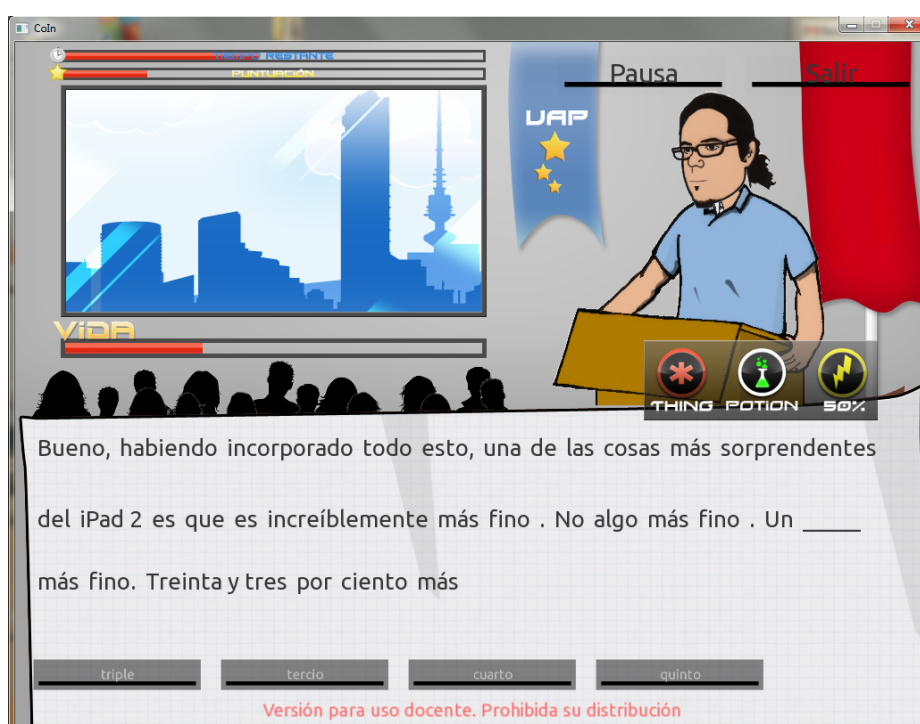 CoIn
TIEMPO RESTANTE
PUNTUACIÓN
Pausa
Salir
UAP
ViDA
THING POTION 50%
Bueno, habiendo incorporado todo esto, una de las cosas más sorprendentes
del iPad 2 es que es increíblemente más fino . No algo más fino . Un _____
más fino. Treinta y tres por ciento más
triple tercio cuarto quinto
Versión para uso docente. Prohibida su distribución